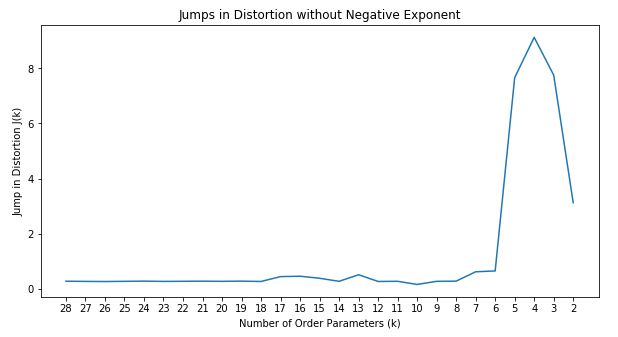 Jumps in Distortion without Negative Exponent
Jump in Distortion J(k)
8
6
4
2
0
28 27 26 25 24 23 22 21 20 19 18 17 16 15 14 13 12 11 10 9 8 7 6 5 4 3 2
Number of Order Parameters (k)